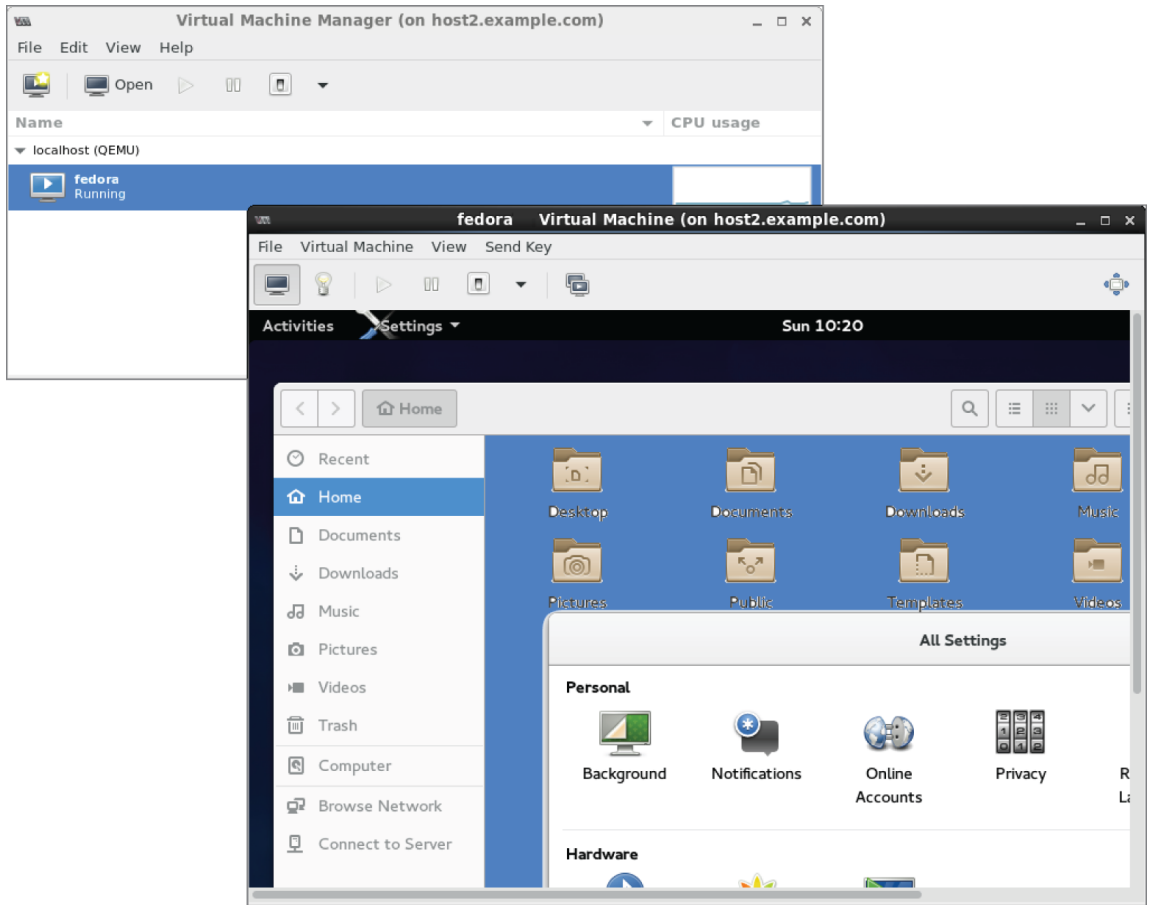 Virtual Machine Manager (on host2.example.com)
File Edit View Help
Open
Name CPU usage
localhost (QEMU)
fedora
Running
fedora Virtual Machine (on host2.example.com)
File Virtual Machine View Send Key
Activities Settings Sun 10:20
Home
Recent
Home
Documents
Downloads
Music
Pictures
Videos
Trash
Computer
Browse Network
Connect to Server
Desktop Documents Downloads Music
Pictures Public Templates Videos
All Settings
Personal
Background Notifications Online Accounts Privacy
Hardware